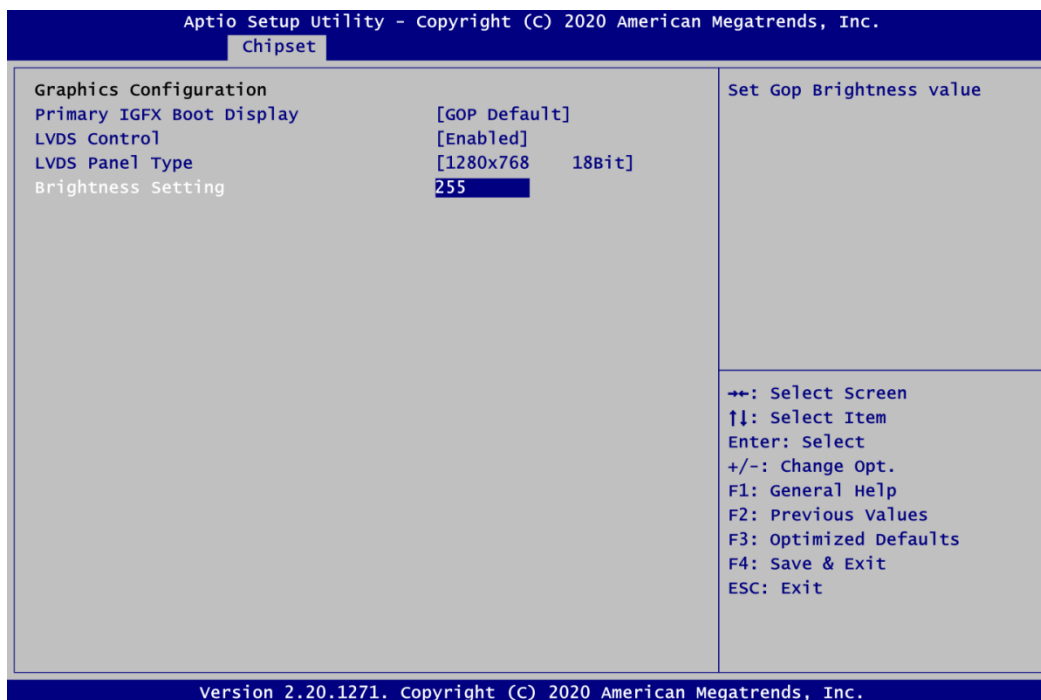 Aptio Setup Utility - Copyright (C) 2020 American Megatrends, Inc.
Chipset
Graphics Configuration
Primary IGFX Boot Display [GOP Default]
LVDS Control [Enabled]
LVDS Panel Type [1280x768 18Bit]
Brightness Setting 255
Set Gop Brightness value
→←: Select Screen
↑↓: Select Item
Enter: Select
+/-: Change Opt.
F1: General Help
F2: Previous Values
F3: Optimized Defaults
F4: Save & Exit
ESC: Exit
Version 2.20.1271. Copyright (C) 2020 American Megatrends, Inc.